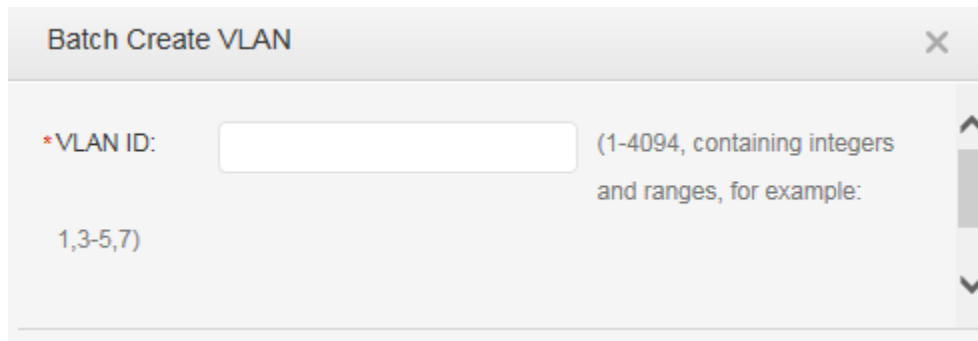 Batch Create VLAN
*VLAN ID:
(1-4094, containing integers
and ranges, for example:
1,3-5,7)